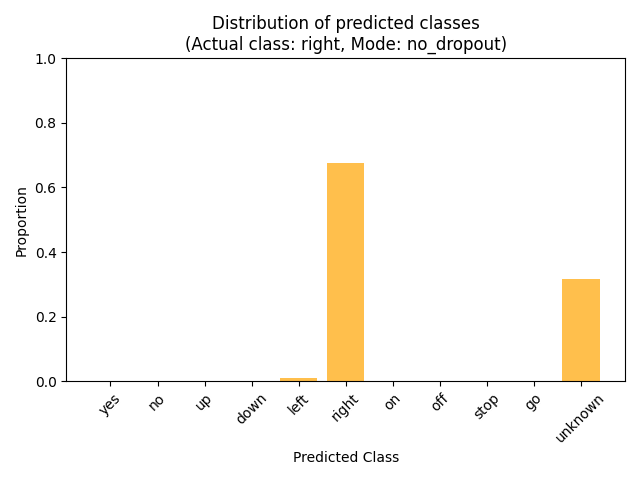 Distribution of predicted classes
(Actual class: right, Mode: no_dropout)
Proportion
1.0
0.8
0.6
0.4
0.2
0.0
yes
no
up
down
left
right
on
off
stop
go
unknown
Predicted Class